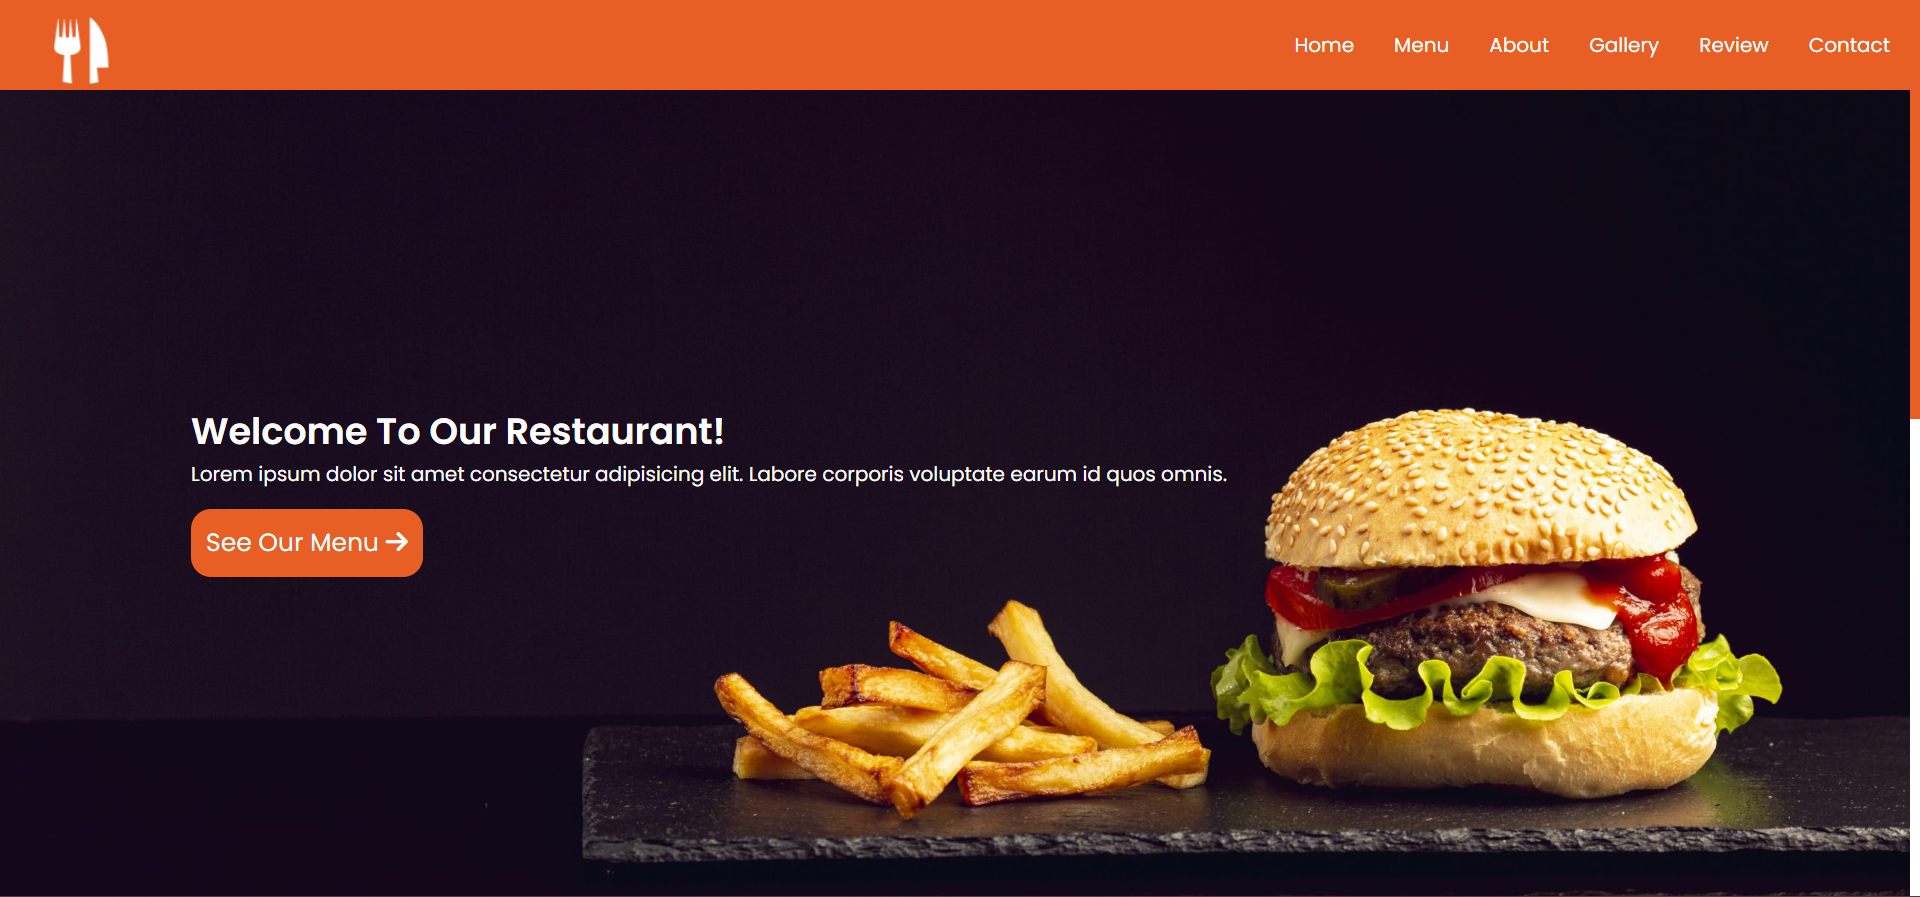 Home Menu About Gallery Review Contact
Welcome To Our Restaurant!
Lorem ipsum dolor sit amet consectetur adipisicing elit. Labore corporis voluptate earum id quos omnis.
See Our Menu